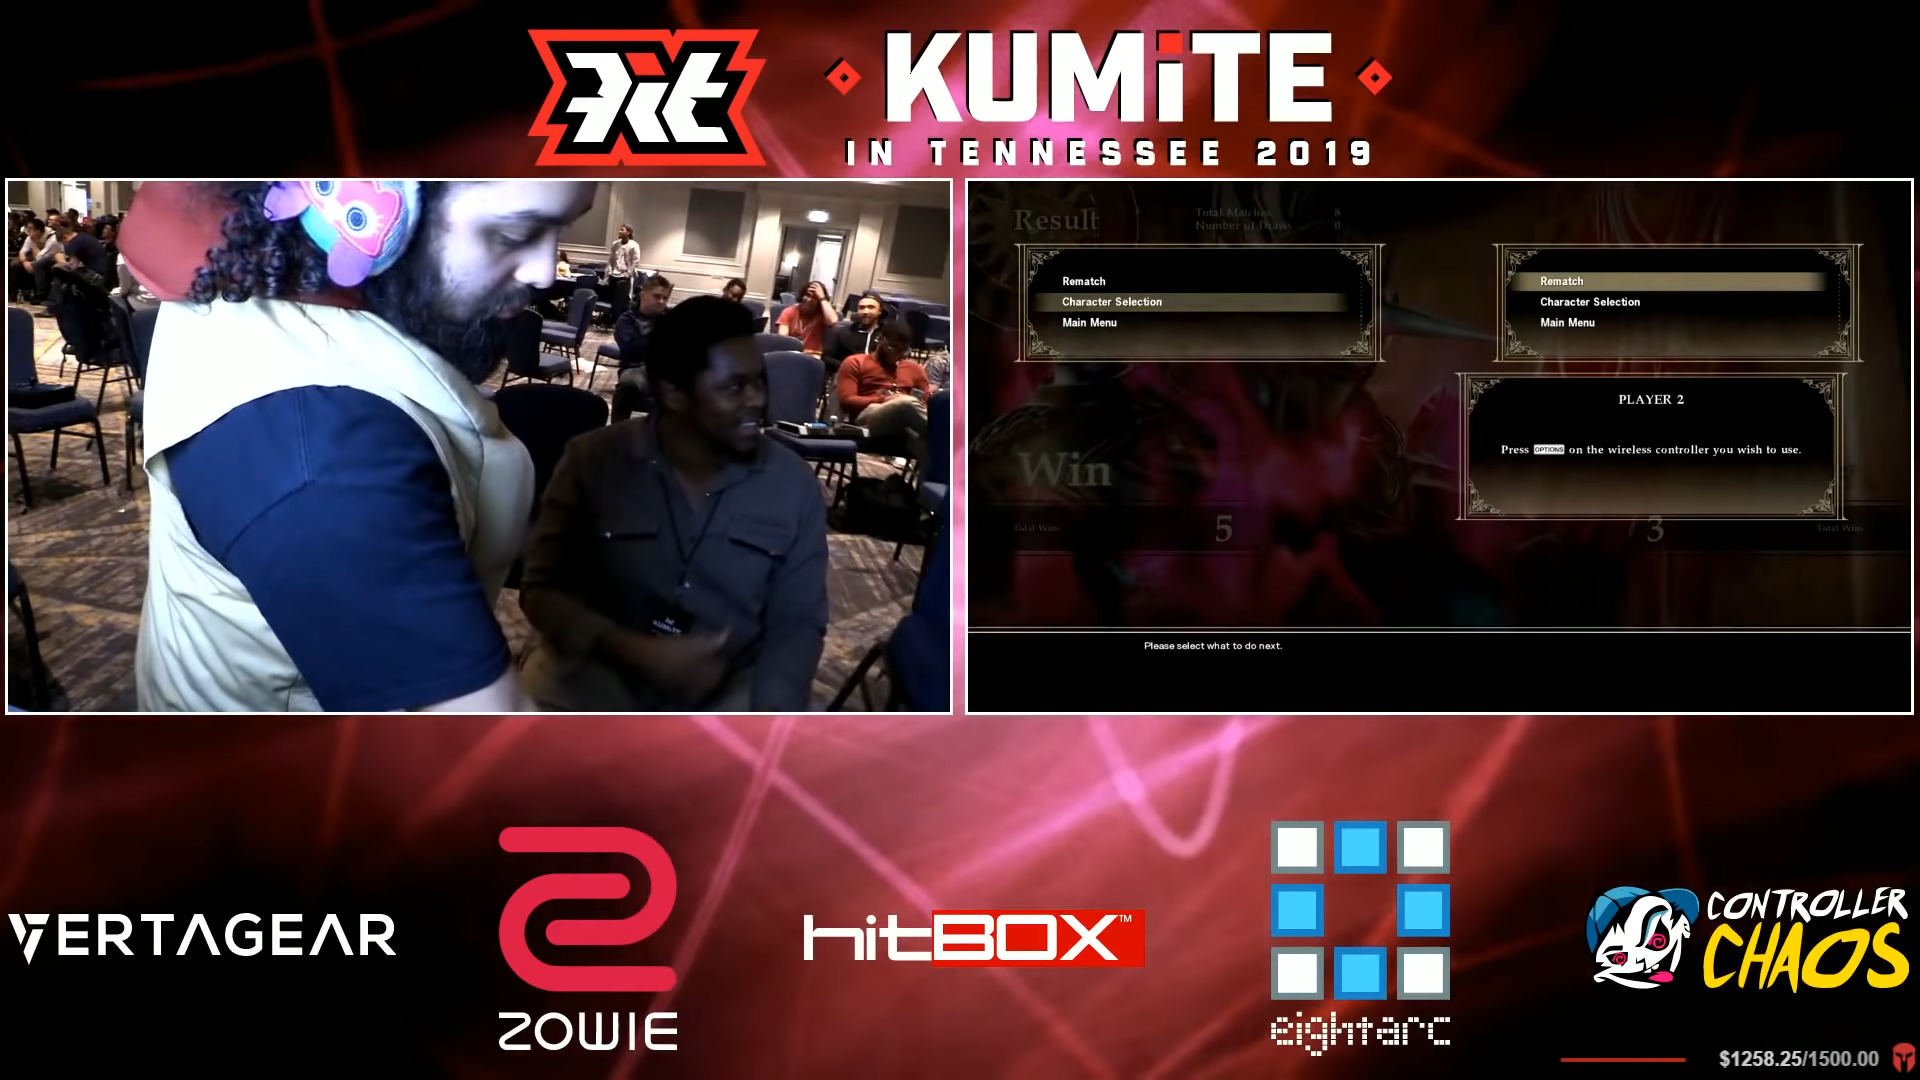 KiT
KUMiTE
IN TENNESSEE 2019
Result
Total Matches 8
Number of Draws 0
Rematch
Character Selection
Main Menu
Rematch
Character Selection
Main Menu
PLAYER 2
Press OPTIONS on the wireless controller you wish to use.
Win
Total Wins 5
3 Total Wins
Please select what to do next.
VERTAGEAR
ZOWIE
hitBOX™
eightarc
CONTROLLER
CHAOS
$1258.25/1500.00